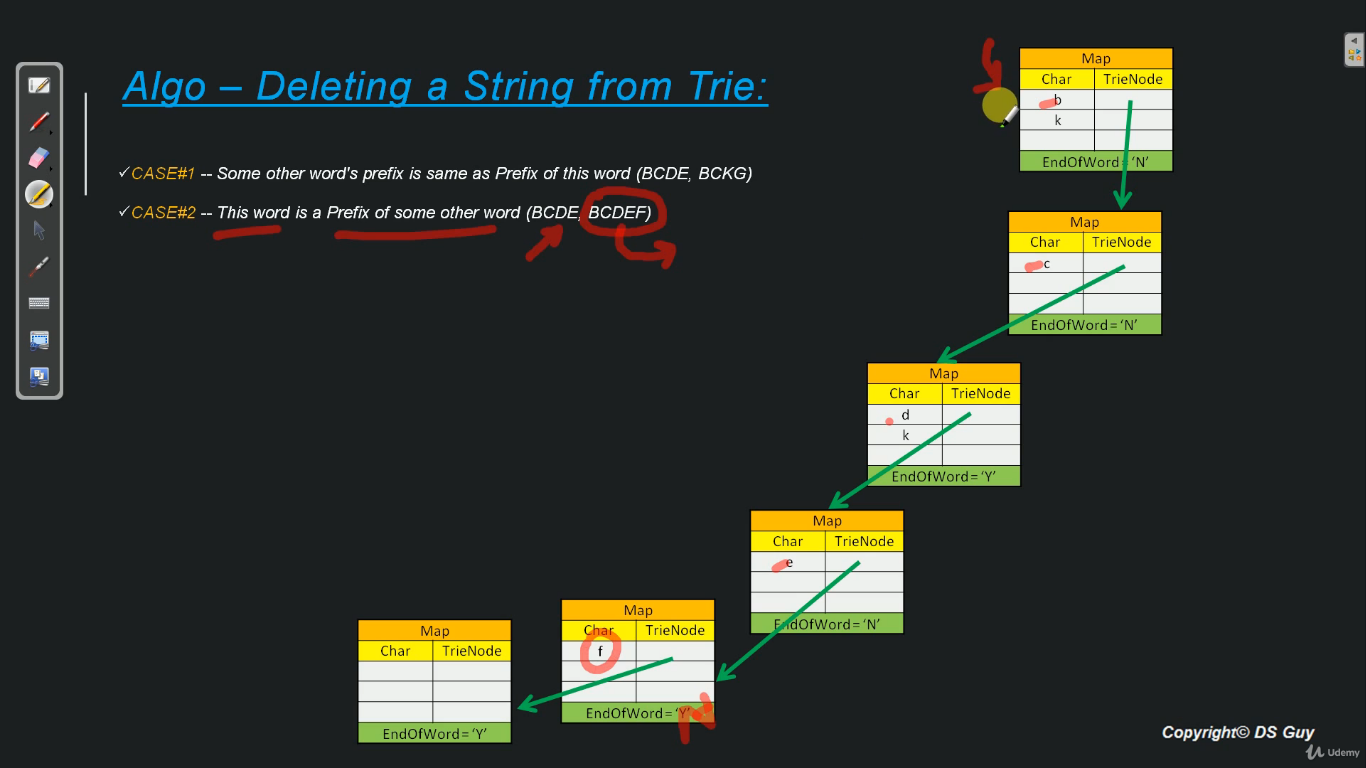 Algo – Deleting a String from Trie:
✓CASE#1 -- Some other word's prefix is same as Prefix of this word (BCDE, BCKG)
✓CASE#2 -- This word is a Prefix of some other word (BCDE, BCDEF)
Map
Char TrieNode
b
k
EndOfWord = 'N'
Map
Char TrieNode
c
EndOfWord = 'N'
Map
Char TrieNode
d
k
EndOfWord = 'Y'
Map
Char TrieNode
e
EndOfWord = 'N'
Map
Char TrieNode
f
EndOfWord = 'Y'
N
Map
Char TrieNode
EndOfWord = 'Y'
Copyright© DS Guy
Udemy